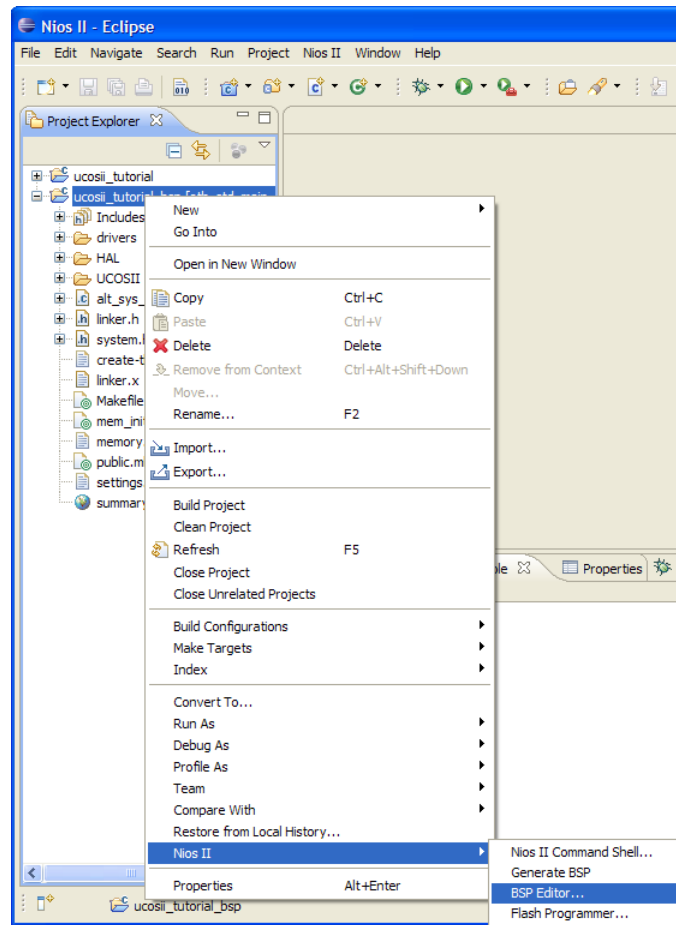 Nios II - Eclipse
File Edit Navigate Search Run Project Nios II Window Help
Project Explorer
ucosii_tutorial
ucosii_tutorial_bsp [eth_std_main
Includes
drivers
HAL
UCOSII
alt_sys_
linker.h
system.h
create-t
linker.x
Makefile
mem_ini
memory
public.m
settings
summary
New
Go Into
Open in New Window
Copy Ctrl+C
Paste Ctrl+V
Delete Delete
Remove from Context Ctrl+Alt+Shift+Down
Move...
Rename... F2
Import...
Export...
Build Project
Clean Project
Refresh F5
Close Project
Close Unrelated Projects
Build Configurations
Make Targets
Index
Convert To...
Run As
Debug As
Profile As
Team
Compare With
Restore from Local History...
Nios II
Properties Alt+Enter
Nios II Command Shell...
Generate BSP
BSP Editor...
Flash Programmer...
ole Properties
ucosii_tutorial_bsp